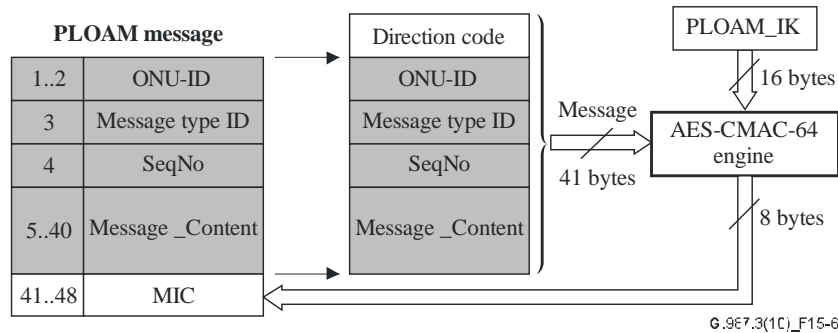 PLOAM message
1..2 ONU-ID
3 Message type ID
4 SeqNo
5..40 Message _Content
41..48 MIC
Direction code
ONU-ID
Message type ID
SeqNo
Message _Content
Message
41 bytes
PLOAM_IK
16 bytes
AES-CMAC-64
engine
8 bytes
G.987.3(10)_F15-6